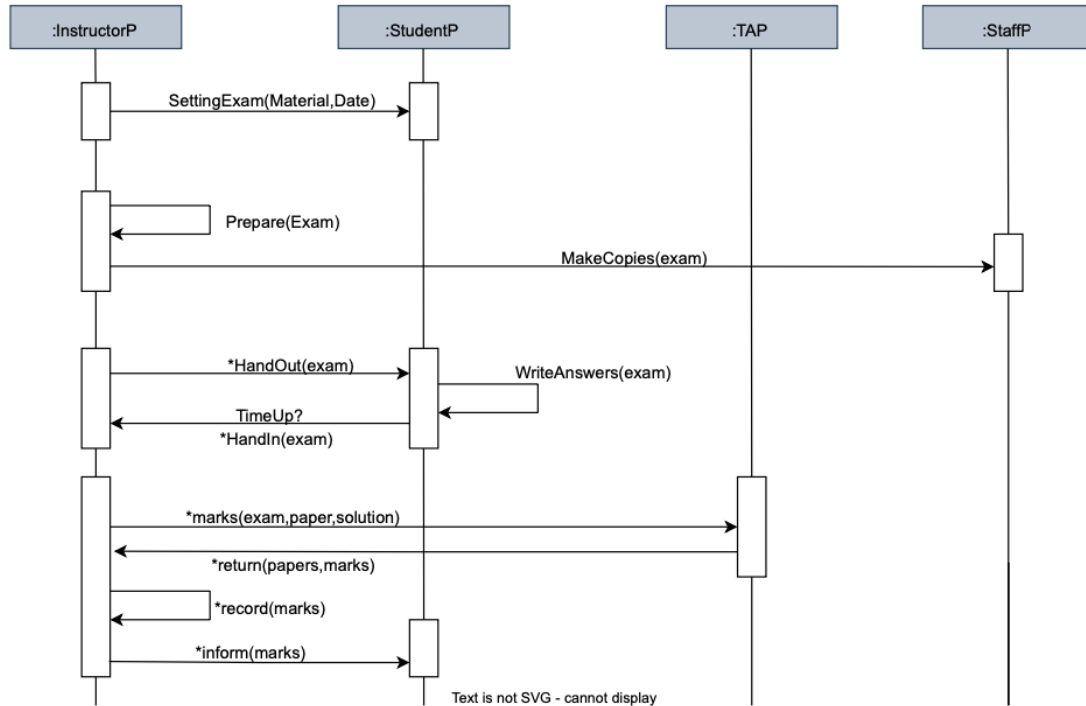 :InstructorP
:StudentP
:TAP
:StaffP
SettingExam(Material,Date)
Prepare(Exam)
MakeCopies(exam)
*HandOut(exam)
WriteAnswers(exam)
TimeUp?
*HandIn(exam)
*marks(exam,paper,solution)
*return(papers,marks)
*record(marks)
*inform(marks)
Text is not SVG - cannot display